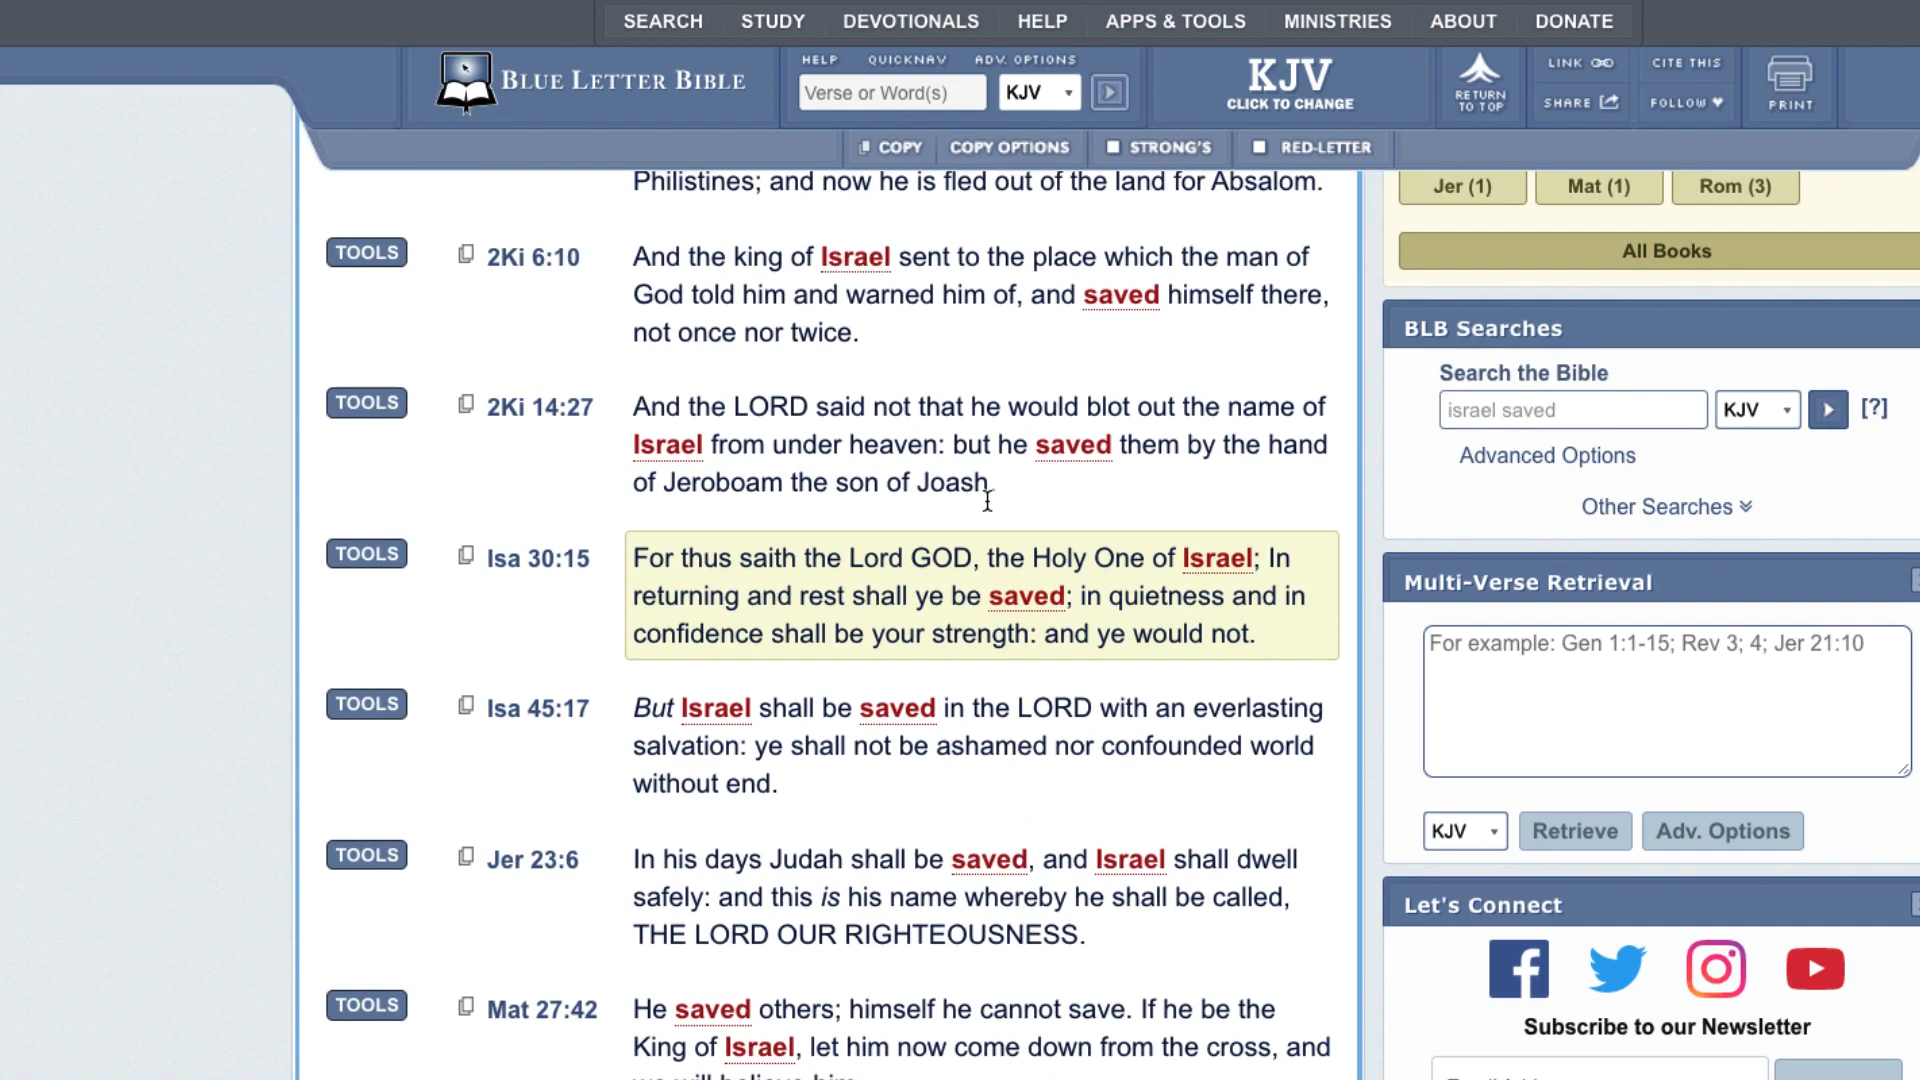 SEARCH STUDY DEVOTIONALS HELP APPS & TOOLS MINISTRIES ABOUT DONATE
BLUE LETTER BIBLE
HELP QUICKNAV ADV. OPTIONS
Verse or Word(s) KJV
KJV
CLICK TO CHANGE
RETURN
TO TOP
LINK
SHARE
CITE THIS
FOLLOW
PRINT
COPY COPY OPTIONS STRONG'S RED-LETTER
Philistines; and now he is fled out of the land for Absalom.
TOOLS 2Ki 6:10 And the king of Israel sent to the place which the man of
God told him and warned him of, and saved himself there,
not once nor twice.
TOOLS 2Ki 14:27 And the LORD said not that he would blot out the name of
Israel from under heaven: but he saved them by the hand
of Jeroboam the son of Joash
TOOLS Isa 30:15 For thus saith the Lord GOD, the Holy One of Israel; In
returning and rest shall ye be saved; in quietness and in
confidence shall be your strength: and ye would not.
TOOLS Isa 45:17 But Israel shall be saved in the LORD with an everlasting
salvation: ye shall not be ashamed nor confounded world
without end.
TOOLS Jer 23:6 In his days Judah shall be saved, and Israel shall dwell
safely: and this is his name whereby he shall be called,
THE LORD OUR RIGHTEOUSNESS.
TOOLS Mat 27:42 He saved others; himself he cannot save. If he be the
King of Israel, let him now come down from the cross, and
Jer (1) Mat (1) Rom (3)
All Books
BLB Searches
Search the Bible
israel saved KJV [?]
Advanced Options
Other Searches
Multi-Verse Retrieval
For example: Gen 1:1-15; Rev 3; 4; Jer 21:10
KJV Retrieve Adv. Options
Let's Connect
Subscribe to our Newsletter